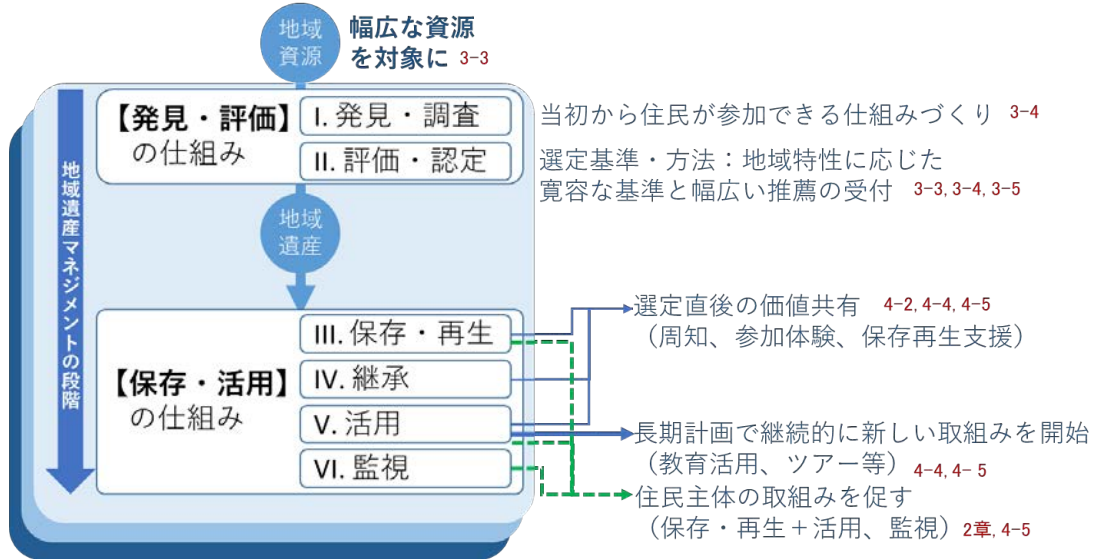 地域
資源
幅広な資源
を対象に 3-3
地域遺産マネジメントの段階
【発見・評価】
の仕組み
I. 発見・調査
II. 評価・認定
当初から住民が参加できる仕組みづくり 3-4
選定基準・方法：地域特性に応じた
寛容な基準と幅広い推薦の受付 3-3, 3-4, 3-5
地域
遺産
【保存・活用】
の仕組み
III. 保存・再生
IV. 継承
V. 活用
VI. 監視
選定直後の価値共有 4-2, 4-4, 4-5
（周知、参加体験、保存再生支援）
長期計画で継続的に新しい取組みを開始
（教育活用、ツアー等） 4-4, 4- 5
住民主体の取組みを促す
（保存・再生＋活用、監視） 2章, 4-5